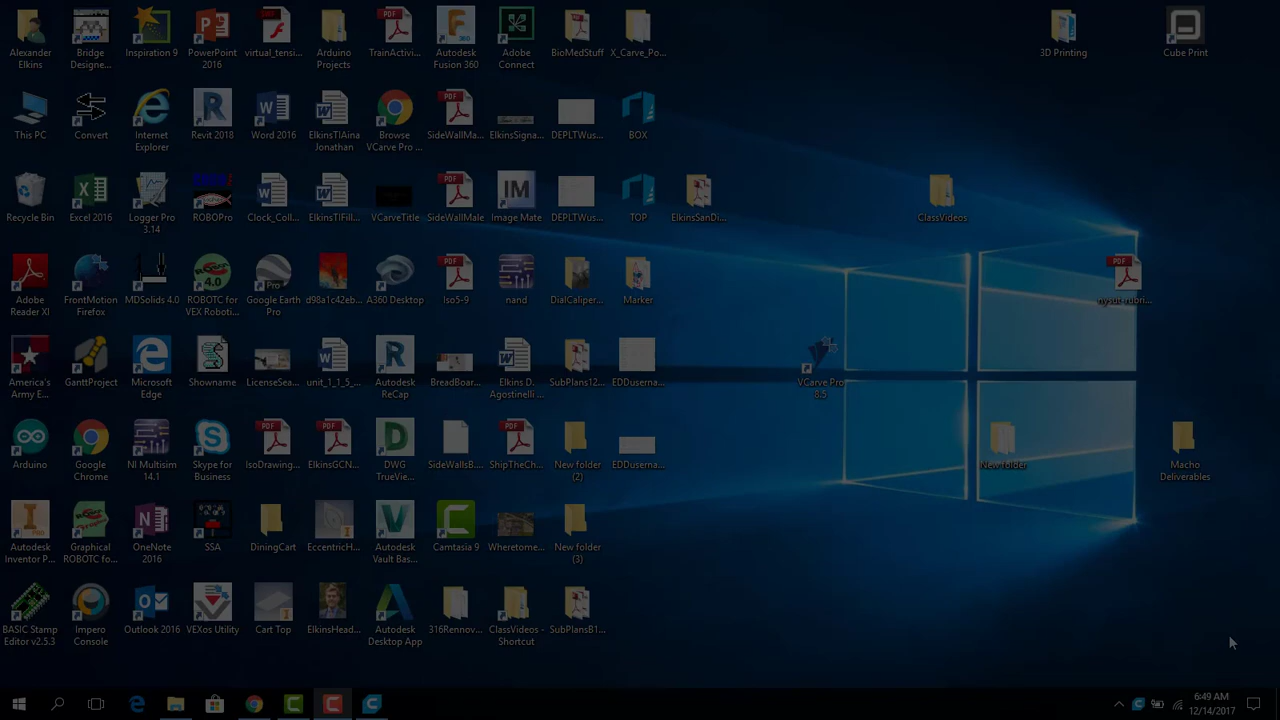 Alexander
Elkins
Bridge
Designe...
Inspiration 9
PowerPoint
2016
virtual_tensi...
Arduino
Projects
TrainActivi...
Autodesk
Fusion 360
Adobe
Connect
BioMedStuff
X_Carve_Po...
3D Printing
Cube Print
This PC
Convert
Internet
Explorer
Revit 2018
Word 2016
ElkinsTIAina
Jonathan
Browse
VCarve Pro ...
SideWallMa...
ElkinsSigna...
DEPLTWus...
BOX
Recycle Bin
Excel 2016
Logger Pro
3.14
ROBOPro
Clock_Coll...
ElkinsTIFill...
VCarveTitle
SideWallMale
Image Mate
DEPLTWus...
TOP
ElkinsSanDi...
ClassVideos
Adobe
Reader XI
FrontMotion
Firefox
MDSolids 4.0
ROBOTC for
VEX Roboti...
Google Earth
Pro
d98a1c42eb...
A360 Desktop
Iso5-9
nand
DialCaliper...
Marker
nysut-rubri...
America's
Army E...
GanttProject
Microsoft
Edge
Showname
LicenseSea...
unit_1_1_5_...
Autodesk
ReCap
BreadBoar...
Elkins D.
Agostinelli ...
SubPlans12...
EDDuserna...
VCarve Pro
8.5
Arduino
Google
Chrome
NI Multisim
14.1
Skype for
Business
IsoDrawing...
ElkinsGCN...
DWG
TrueVie...
SideWallsB...
ShipTheCh...
New folder
(2)
EDDuserna...
New folder
Macho
Deliverables
Autodesk
Inventor P...
Graphical
ROBOTC fo...
OneNote
2016
SSA
DiningCart
EccentricH...
Autodesk
Vault Bas...
Camtasia 9
Wheretome...
New folder
(3)
BASIC Stamp
Editor v2.5.3
Impero
Console
Outlook 2016
VEXos Utility
Cart Top
ElkinsHead...
Autodesk
Desktop App
316Rennov...
ClassVideos -
Shortcut
SubPlansB1...
6:49 AM
12/14/2017